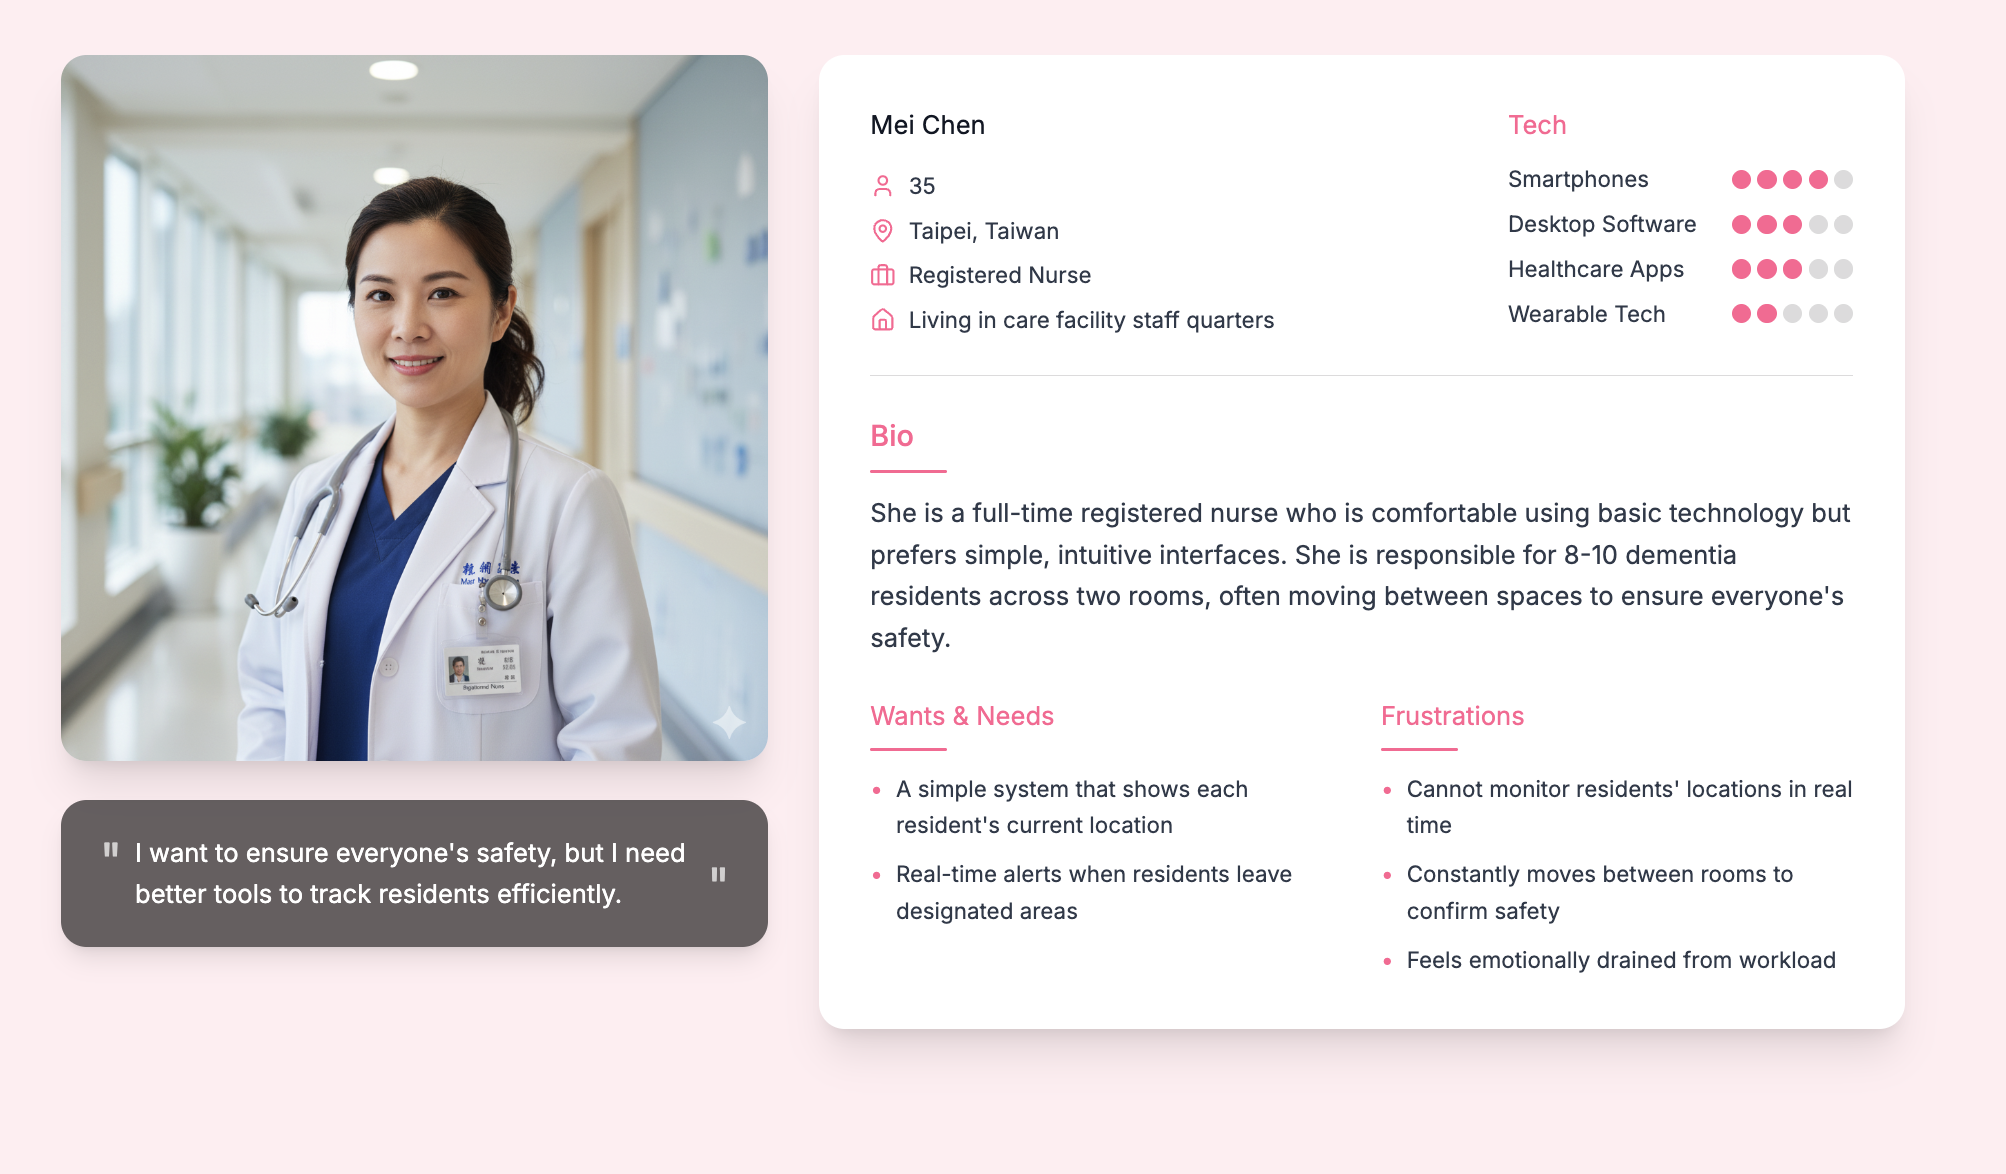 Mei Chen
35
Taipei, Taiwan
Registered Nurse
Living in care facility staff quarters
Tech
Smartphones
Desktop Software
Healthcare Apps
Wearable Tech
Bio
She is a full-time registered nurse who is comfortable using basic technology but
prefers simple, intuitive interfaces. She is responsible for 8-10 dementia
residents across two rooms, often moving between spaces to ensure everyone's
safety.
Wants & Needs
A simple system that shows each
resident's current location
Real-time alerts when residents leave
designated areas
Frustrations
Cannot monitor residents' locations in real
time
Constantly moves between rooms to
confirm safety
Feels emotionally drained from workload
" I want to ensure everyone's safety, but I need
better tools to track residents efficiently. "